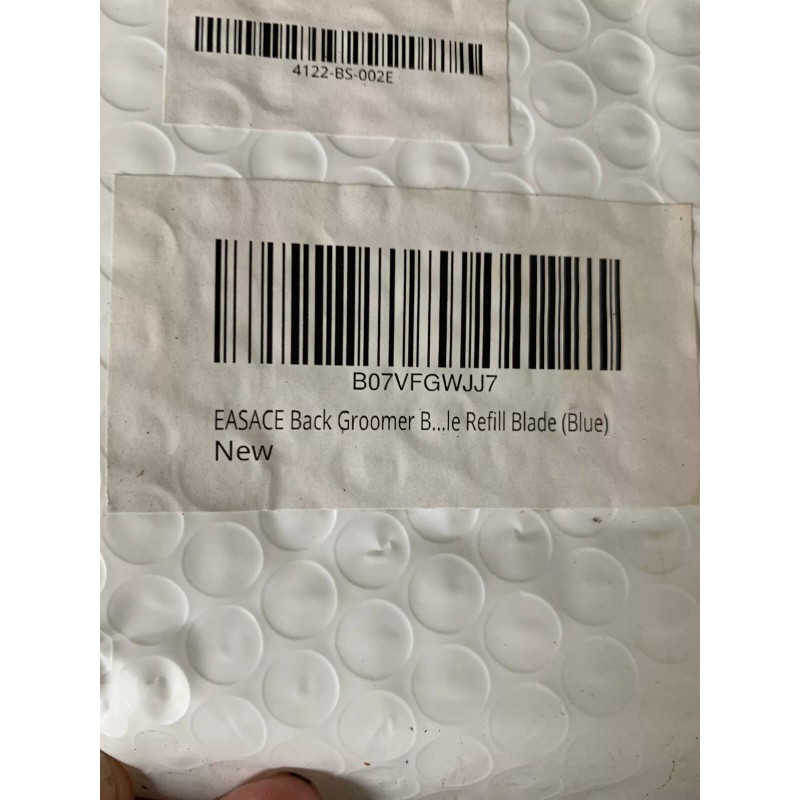 4122-BS-002E
B07VFGWJJ7
EASACE Back Groomer B...le Refill Blade (Blue)
New